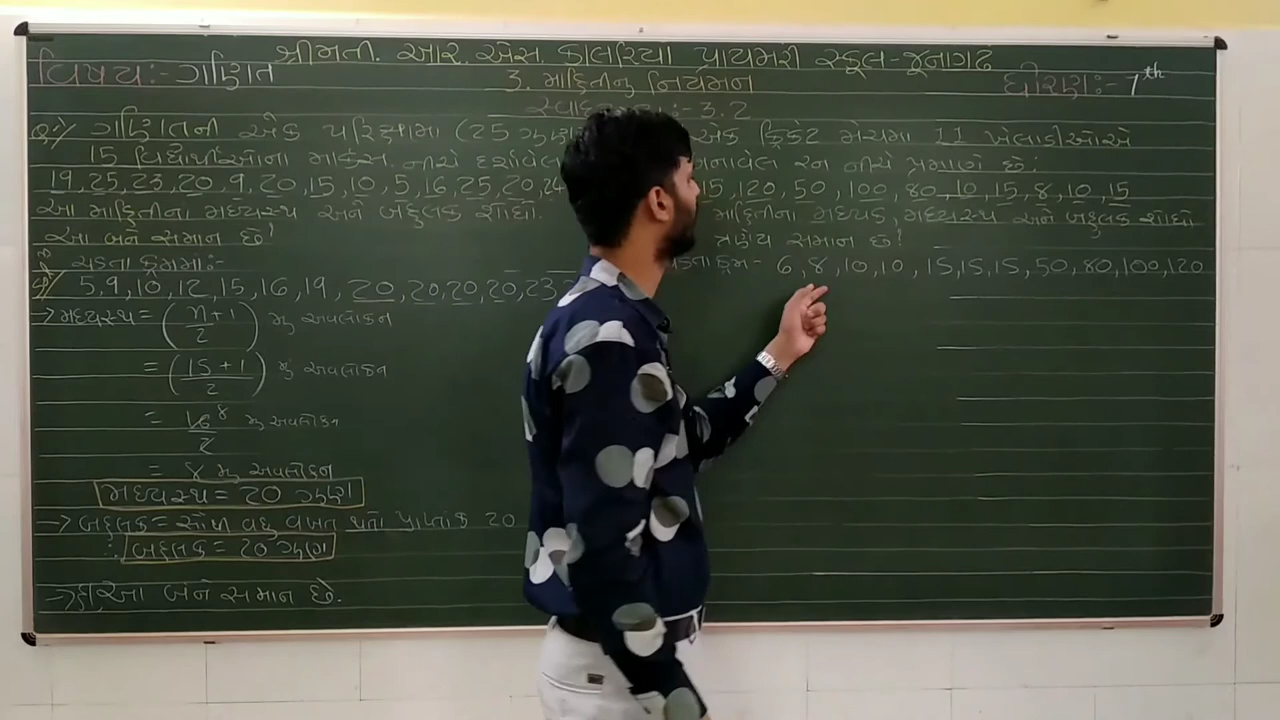 શ્રીમતી. આર. એસ. કાલરિયા પ્રાયમરી સ્કૂલ-જૂનાગઢ
વિષય:- ગણિત
3. માહિતીનું નિયમન
ધોરણ:- 7th
:- 3.2
ગણિતની એક પરિક્ષામા (25
15 વિદ્યાર્થીઓના માર્કસ નીચે દર્શાવેલ
19, 25, 23, 20, 9, 20, 15, 10, 5, 16, 25, 20, 24
આ માહિતીના મધ્યસ્થ અને બહુલક શોધો.
આ બંને સમાન છે?
ચડતા ક્રમમા:-
5, 9, 10, 12, 15, 16, 19, 20, 20, 20, 20, 23
→ મધ્યસ્થ = (n+1/2) મુ અવલોકન
= (15+1/2) મુ અવલોકન
= 16/2 8 મુ અવલોકન
= 8 મુ અવલોકન
મધ્યસ્થ = 20 ગુણ
→ બહુલક = સૌથી વધુ વખત થતો પ્રાપ્તાંક 20
∴ બહુલક = 20 ગુણ
→ હા, આ બંને સમાન છે.
એક ક્રિકેટ મેચમા 11 ખેલાડીઓએ
બનાવેલ રન નીચે પ્રમાણે છે:
15, 120, 50, 100, 80, 10, 15, 8, 10, 15
માહિતીના મધ્યક, મધ્યસ્થ અને બહુલક શોધો
ત્રણેય સમાન છે?
ક્રમ- 6, 8, 10, 10, 15, 15, 15, 50, 80, 100, 120